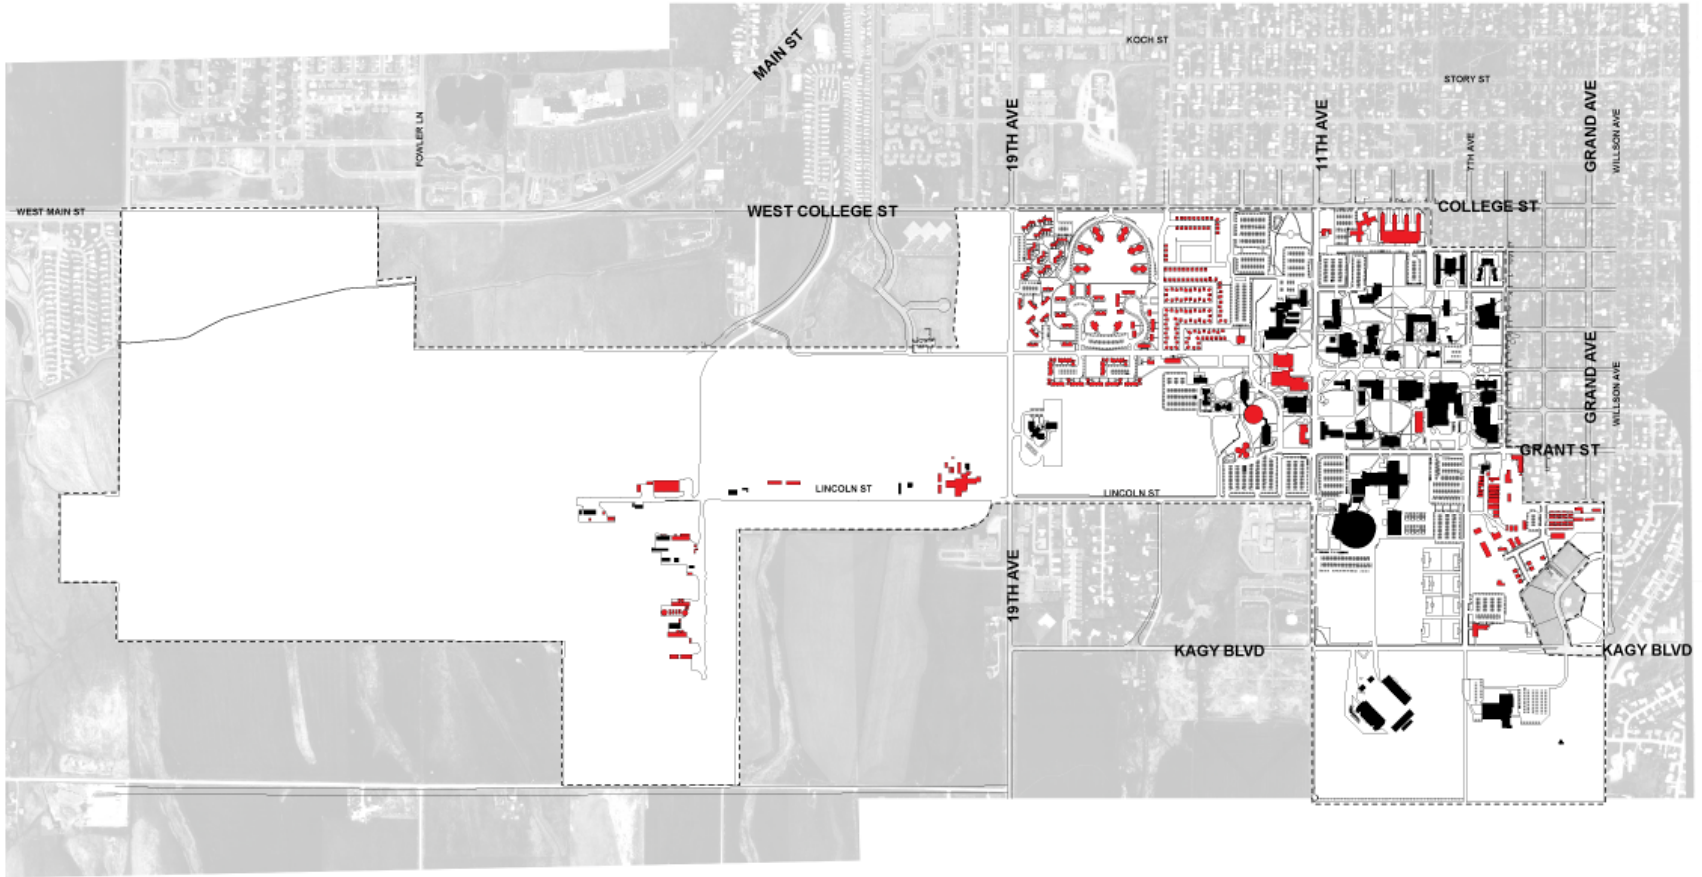 KOCH ST
MAIN ST
STORY ST
19TH AVE
11TH AVE
GRAND AVE
WILLSON AVE
FOWLER LN
7TH AVE
WEST MAIN ST
WEST COLLEGE ST
COLLEGE ST
GRAND AVE
WILLSON AVE
GRANT ST
LINCOLN ST
LINCOLN ST
19TH AVE
KAGY BLVD
KAGY BLVD